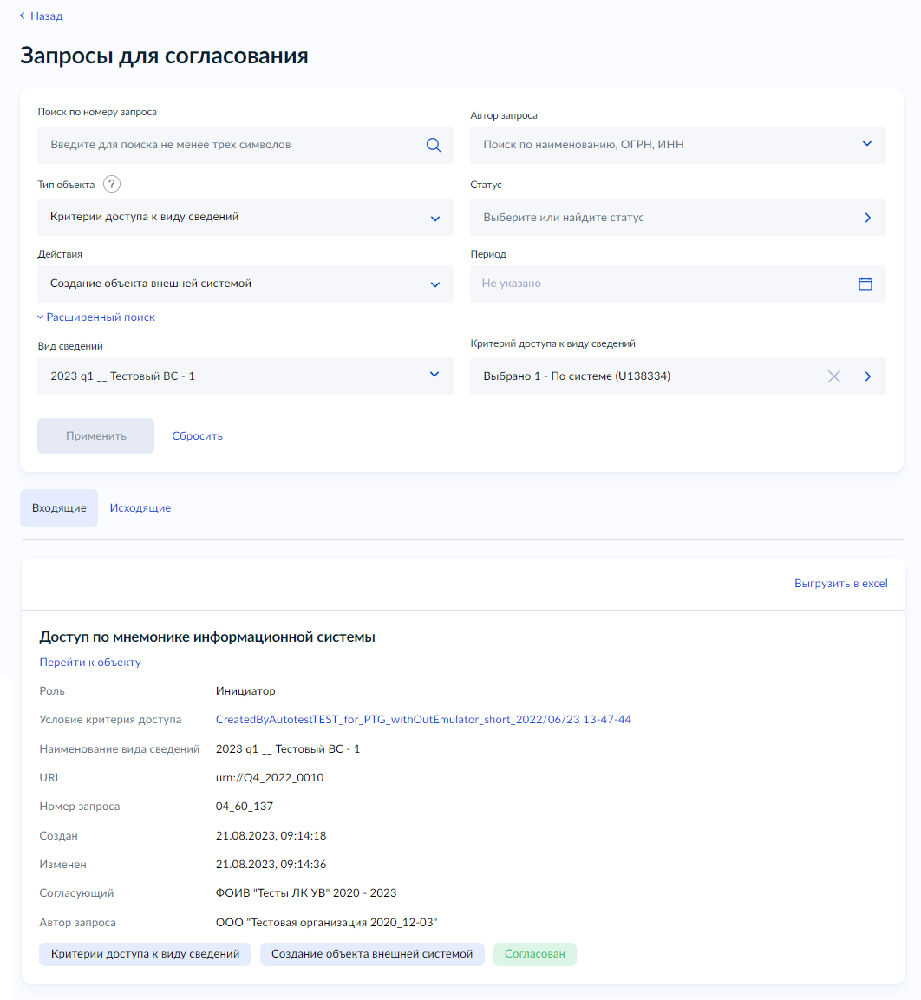 Назад
Запросы для согласования
Поиск по номеру запроса
Автор запроса
Введите для поиска не менее трех символов
Поиск по наименованию, ОГРН, ИНН
Тип объекта ?
Статус
Критерии доступа к виду сведений
Выберите или найдите статус
Действия
Период
Создание объекта внешней системой
Не указано
Расширенный поиск
Вид сведений
Критерий доступа к виду сведений
2023 q1 __ Тестовый ВС - 1
Выбрано 1 - По системе (U138334)
Применить
Сбросить
Входящие
Исходящие
Выгрузить в excel
Доступ по мнемонике информационной системы
Перейти к объекту
Роль Инициатор
Условие критерия доступа CreatedByAutotestTEST_for_PTG_withOutEmulator_short_2022/06/23 13-47-44
Наименование вида сведений 2023 q1 __ Тестовый ВС - 1
URI urn://Q4_2022_0010
Номер запроса 04_60_137
Создан 21.08.2023, 09:14:18
Изменен 21.08.2023, 09:14:36
Согласующий ФОИВ "Тесты ЛК УВ" 2020 - 2023
Автор запроса ООО "Тестовая организация 2020_12-03"
Критерии доступа к виду сведений Создание объекта внешней системой Согласован